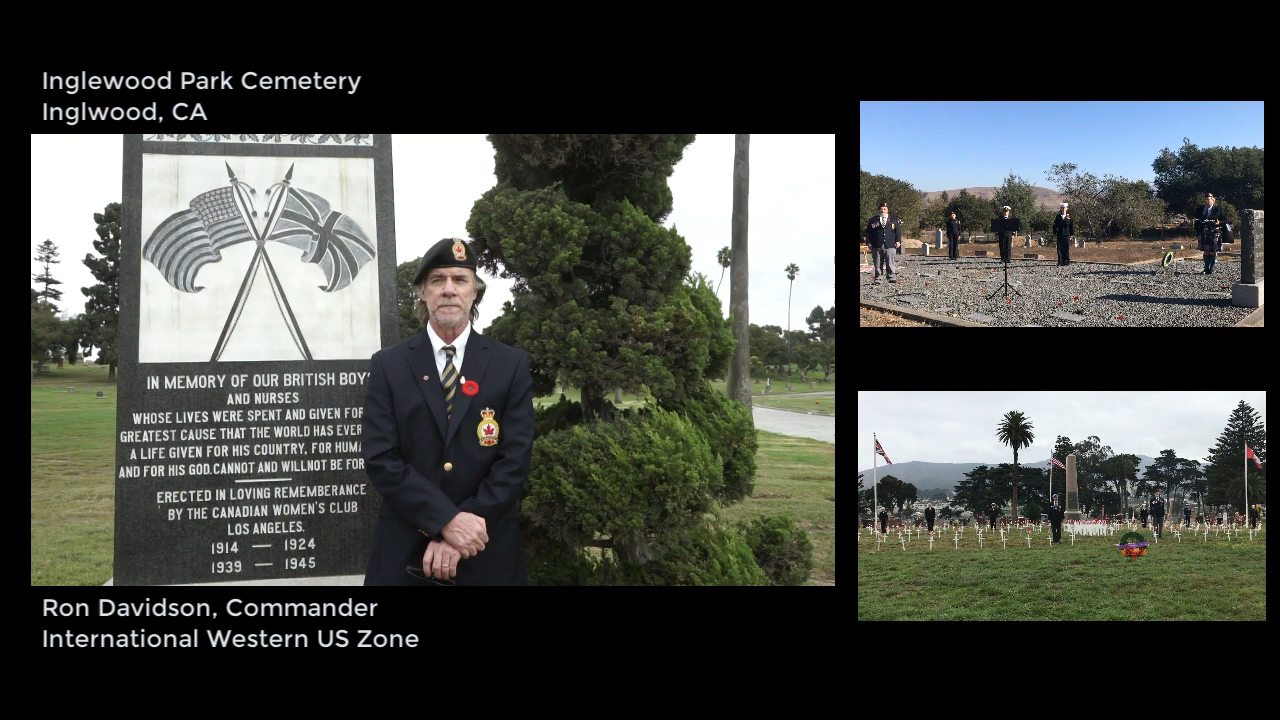 Inglewood Park Cemetery
Inglwood, CA
IN MEMORY OF OUR BRITISH BOY
AND NURSES
WHOSE LIVES WERE SPENT AND GIVEN FOR
GREATEST CAUSE THAT THE WORLD HAS EVER
A LIFE GIVEN FOR HIS COUNTRY, FOR HUM
AND FOR HIS GOD.CANNOT AND WILLNOT BE FOR
ERECTED IN LOVING REMEMBERANCE
BY THE CANADIAN WOMEN'S CLUB
LOS ANGELES.
1914 — 1924
1939 — 1945
Ron Davidson, Commander
International Western US Zone